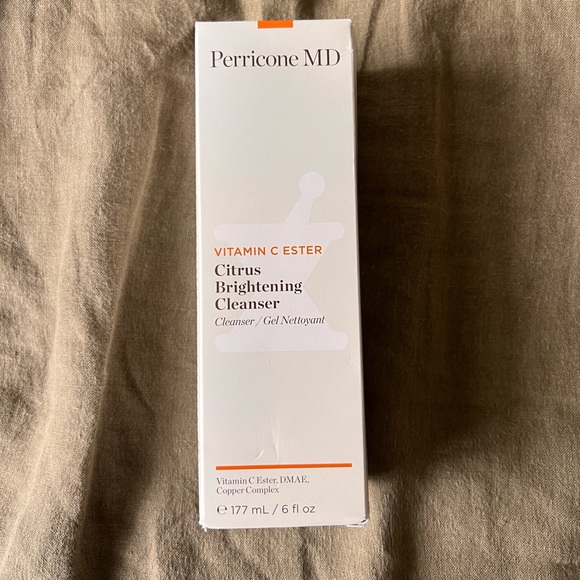 Perricone MD
VITAMIN C ESTER
Citrus
Brightening
Cleanser
Cleanser / Gel Nettoyant
Vitamin C Ester, DMAE,
Copper Complex
℮ 177 mL / 6 fl oz